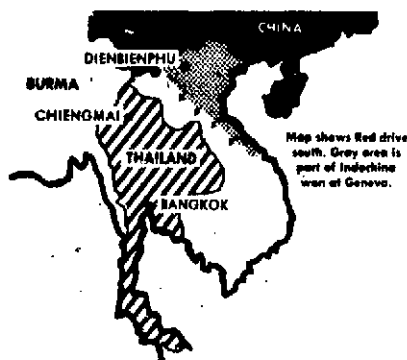 CHINA
DIENBIENPHU
BURMA
CHIENGMAI
THAILAND
BANGKOK
Map shows Red drive
south. Gray area is
part of Indochina
won at Geneva.